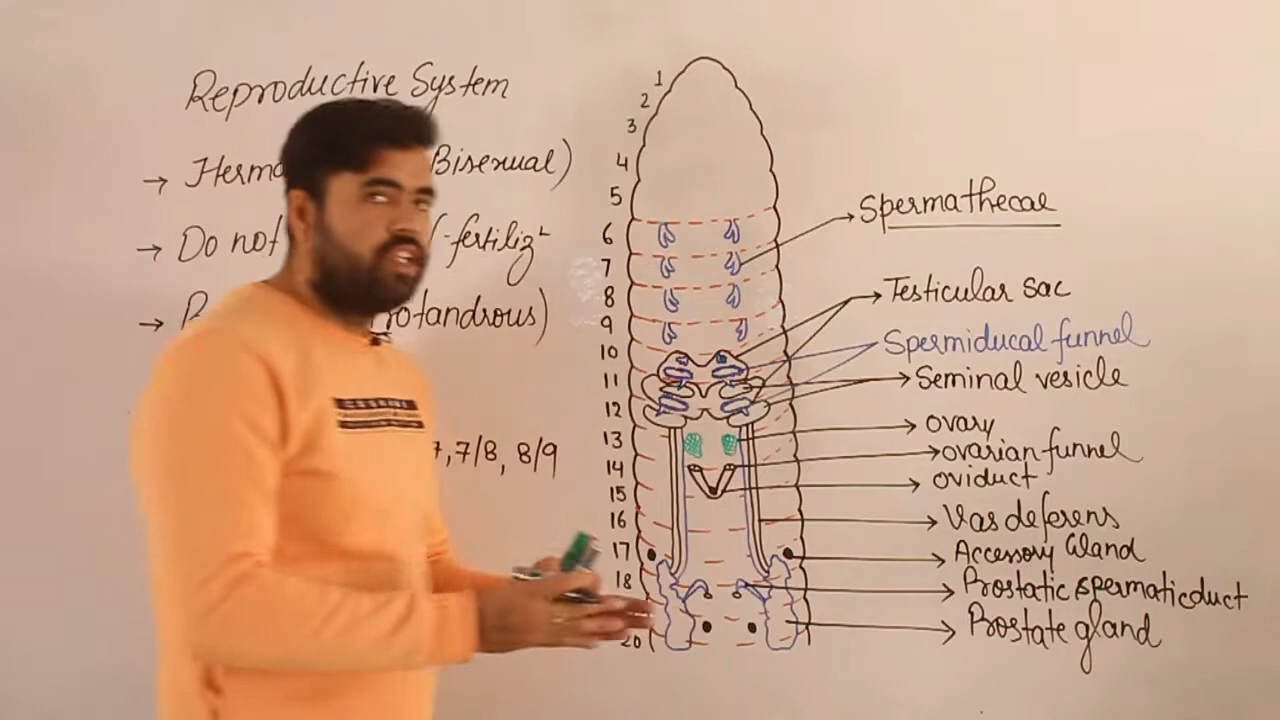 Reproductive System
→ (Bisexual)
→ Do not (-fertiliz
→
7/8, 8/9
1
2
3
4
5
6
7
8
9
10
11
12
13
14
15
16
17
18
20
Spermathecae
Testicular sac
Spermiducal funnel
Seminal vesicle
ovary
ovarian funnel
oviduct
Vas deferens
Accessory Gland
Prostatic spermaticduct
Prostate gland